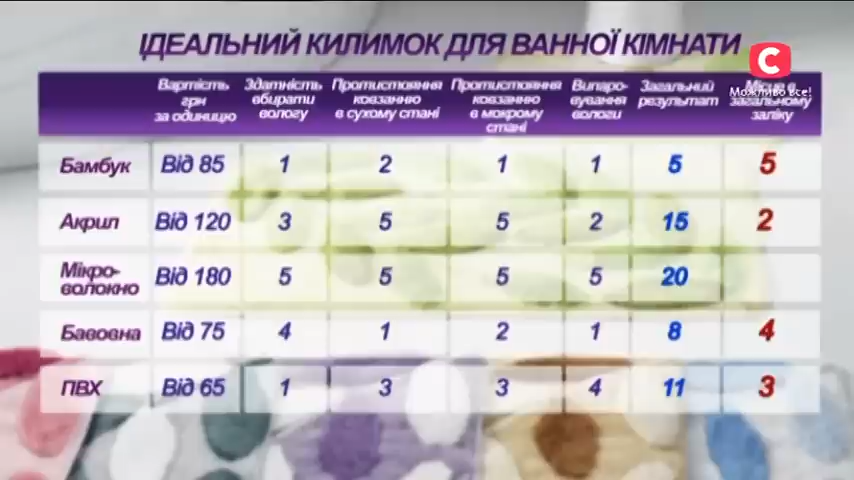 ІДЕАЛЬНИЙ КИЛИМОК ДЛЯ ВАННОЇ КІМНАТИ
С
Можливо все!
Вартість грн за одиницю	Здатність вбирати вологу	Протистояння ковзанню в сухому стані	Протистояння ковзанню в мокрому стані	Випаро- вування вологи	Загальний результат	Місце в загальному заліку
Бамбук	Від 85	1	2	1	1	5	5
Акрил	Від 120	3	5	5	2	15	2
Мікро- волокно	Від 180	5	5	5	5	20
Бавовна	Від 75	4	1	2	1	8	4
ПВХ	Від 65	1	3	3	4	11	3